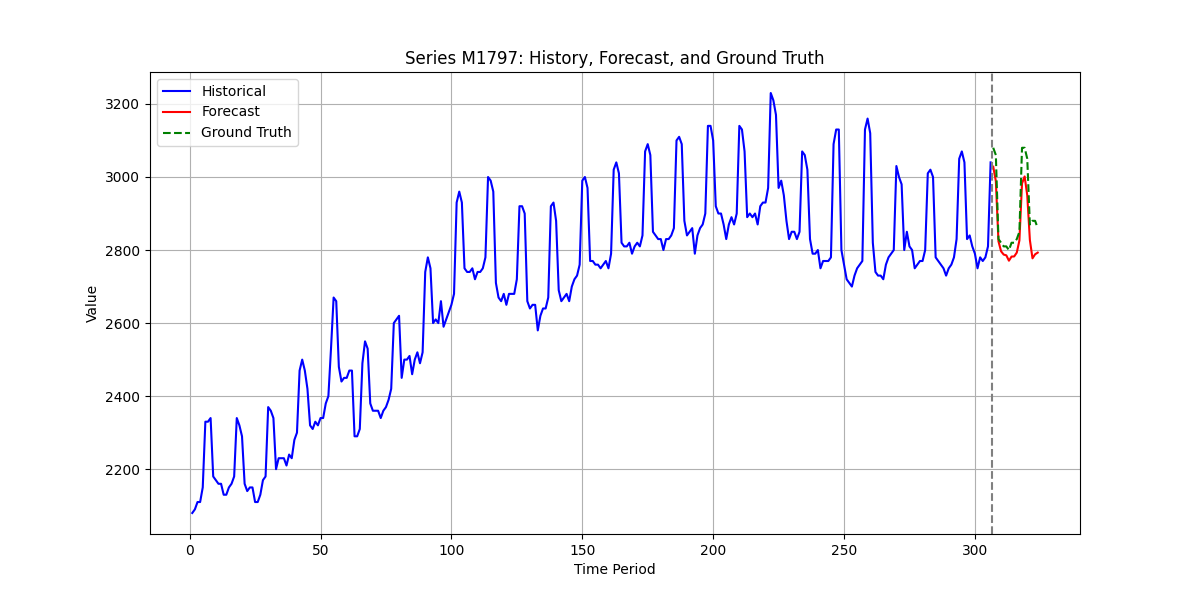 Series M1797: History, Forecast, and Ground Truth
Historical
Forecast
Ground Truth
Value
3200
3000
2800
2600
2400
2200
0 50 100 150 200 250 300
Time Period